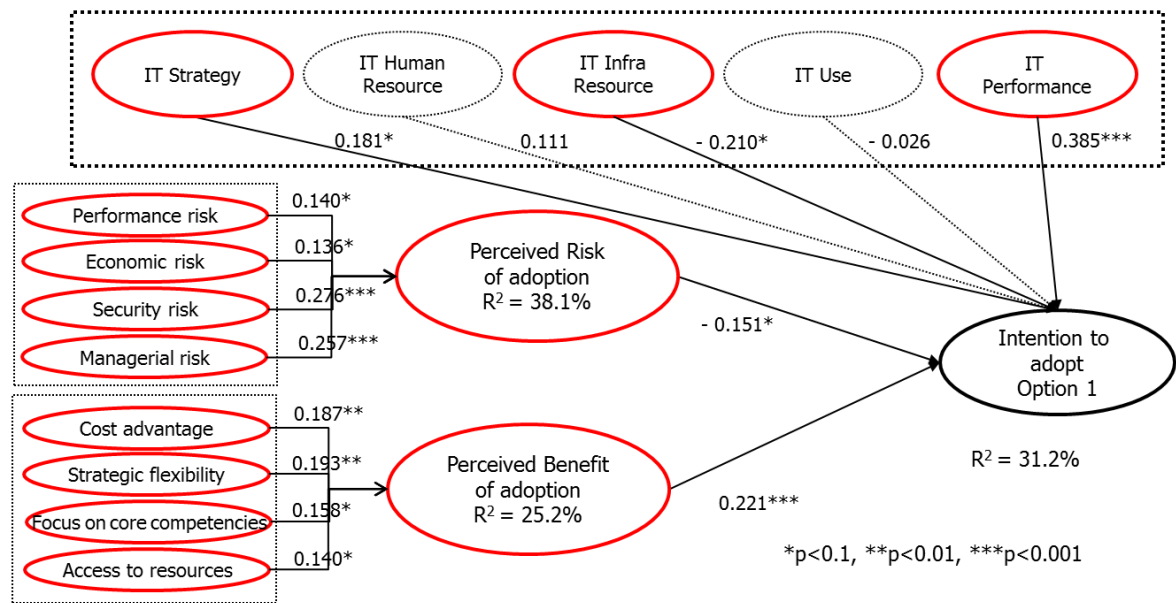 IT Strategy
IT Human
Resource
IT Infra
Resource
IT Use
IT
Performance
0.181*
0.111
- 0.210*
- 0.026
0.385***
Performance risk
Economic risk
Security risk
Managerial risk
0.140*
0.136*
0.276***
0.257***
Perceived Risk
of adoption
R² = 38.1%
- 0.151*
Intention to
adopt
Option 1
R² = 31.2%
Cost advantage
Strategic flexibility
Focus on core competencies
Access to resources
0.187**
0.193**
0.158*
0.140*
Perceived Benefit
of adoption
R² = 25.2%
0.221***
*p<0.1, **p<0.01, ***p<0.001